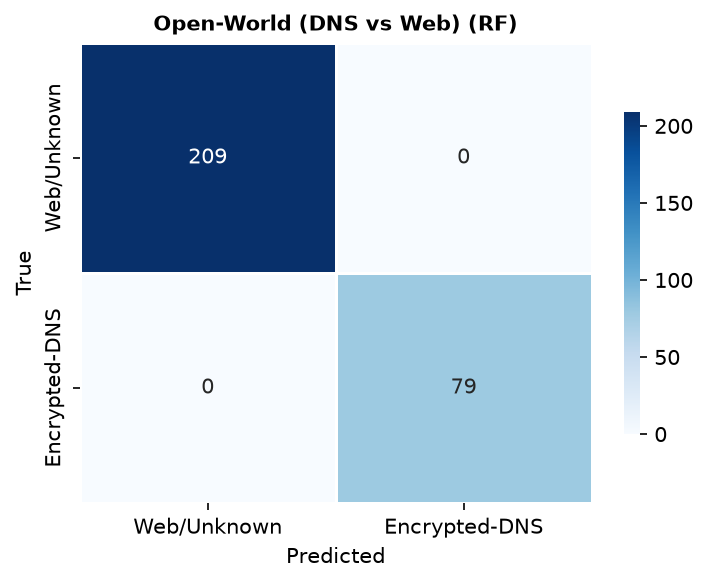 Open-World (DNS vs Web) (RF)
True
Web/Unknown
Encrypted-DNS
209
0
0
79
Web/Unknown
Encrypted-DNS
Predicted
200
150
100
50
0